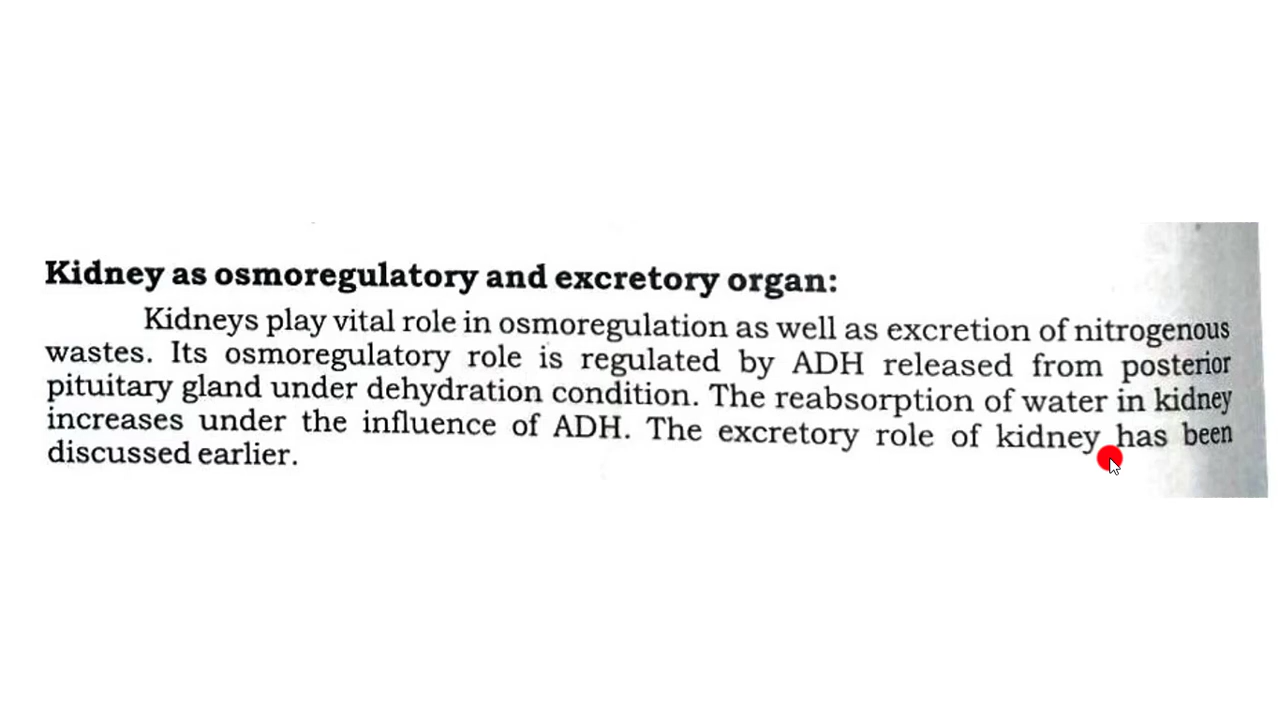 Kidney as osmoregulatory and excretory organ:
Kidneys play vital role in osmoregulation as well as excretion of nitrogenous
wastes. Its osmoregulatory role is regulated by ADH released from posterior
pituitary gland under dehydration condition. The reabsorption of water in kidney
increases under the influence of ADH. The excretory role of kidney has been
discussed earlier.